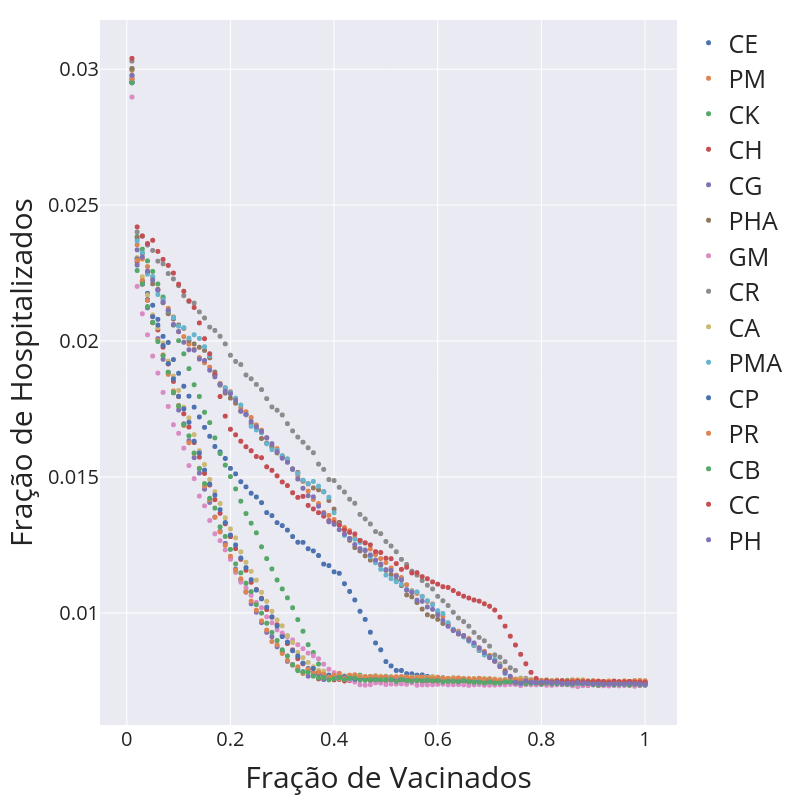 Fração de Hospitalizados
0.03
0.025
0.02
0.015
0.01
0
0.2
0.4
0.6
0.8
1
Fração de Vacinados
CE
PM
CK
CH
CG
PHA
GM
CR
CA
PMA
CP
PR
CB
CC
PH